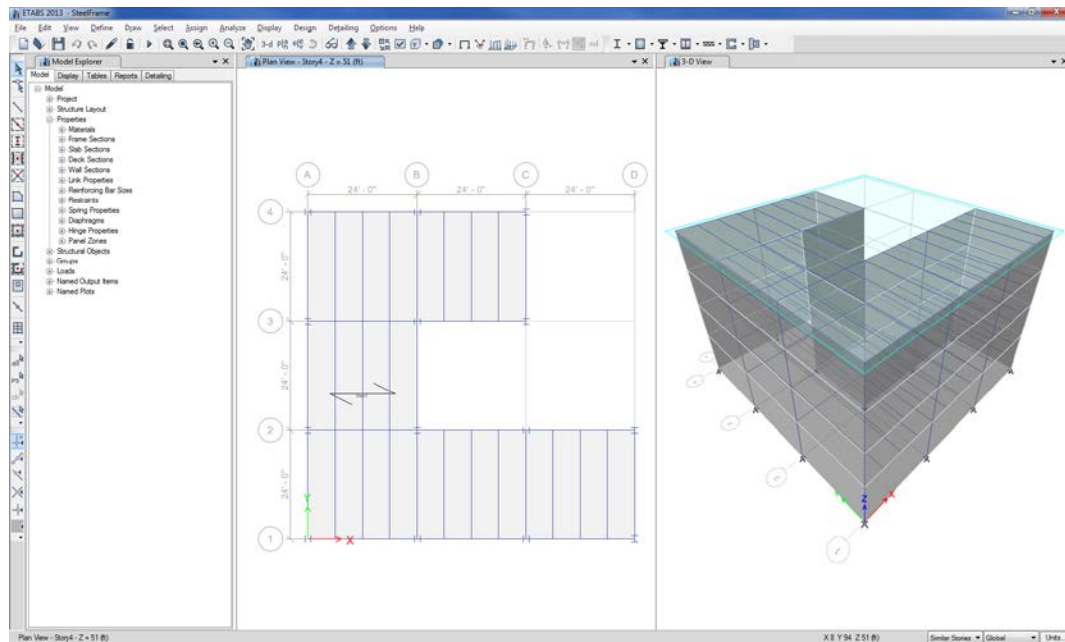 ETABS 2013 - SteelFrame
File Edit View Define Draw Select Assign Analyze Display Design Detailing Options Help
3-d
Model Explorer
Model Display Tables Reports Detailing
Model
Project
Structure Layout
Properties
Materials
Frame Sections
Slab Sections
Deck Sections
Wall Sections
Link Properties
Reinforcing Bar Sizes
Restraints
Spring Properties
Diaphragms
Hinge Properties
Panel Zones
Structural Objects
Groups
Loads
Named Output Items
Named Plots
Plan View - Story4 - Z = 51 (ft)
A B C D
24' - 0" 24' - 0" 24' - 0"
4
24' - 0"
3
24' - 0"
2
24' - 0"
1
Y
X
3-D View
Z
X
Plan View - Story4 - Z = 51 (ft)
X 8 Y 94 Z 51 (ft)
Similar Stories Global Units